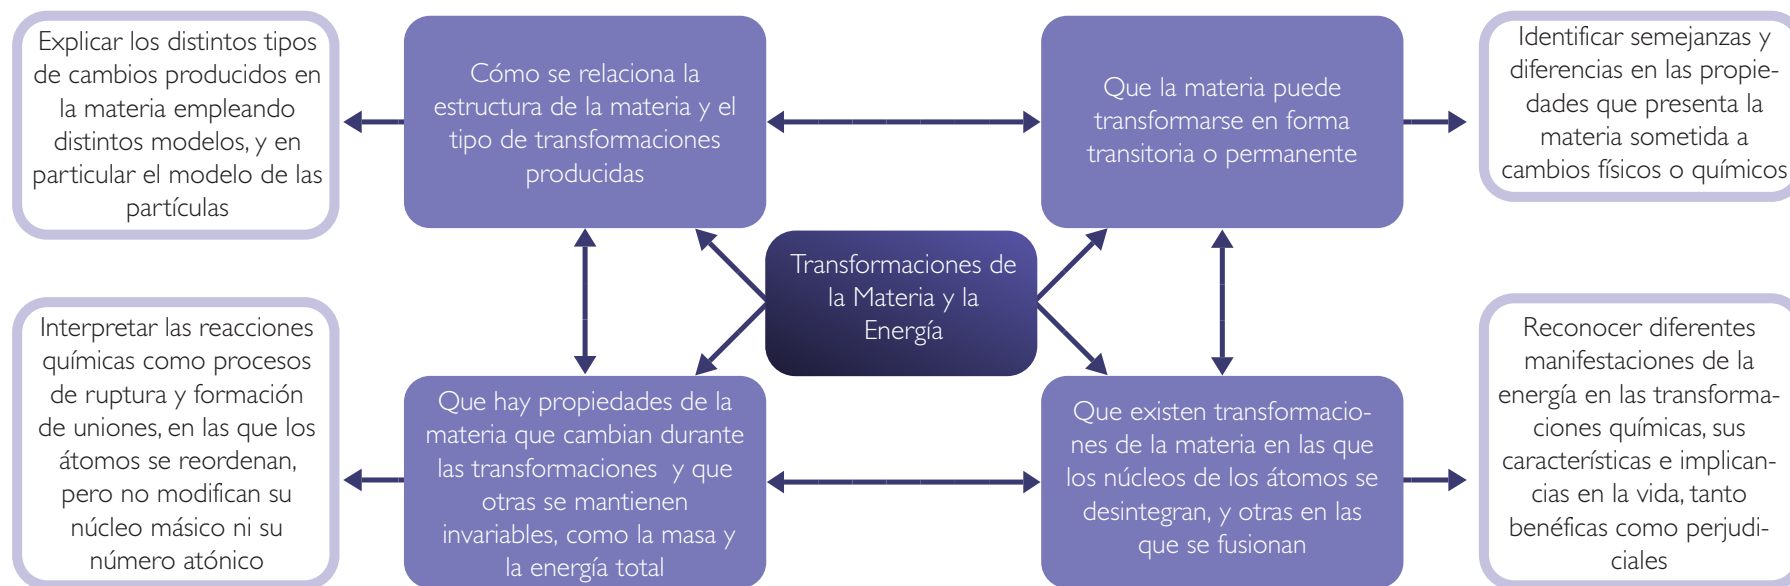 Explicar los distintos tipos
de cambios producidos en
la materia empleando
distintos modelos, y en
particular el modelo de las
partículas
Cómo se relaciona la
estructura de la materia y el
tipo de transformaciones
producidas
Que la materia puede
transformarse en forma
transitoria o permanente
Identificar semejanzas y
diferencias en las propie-
dades que presenta la
materia sometida a
cambios físicos o químicos
Transformaciones de
la Materia y la
Energía
Interpretar las reacciones
químicas como procesos
de ruptura y formación
de uniones, en las que los
átomos se reordenan,
pero no modifican su
núcleo másico ni su
número atónico
Que hay propiedades de la
materia que cambian durante
las transformaciones y que
otras se mantienen
invariables, como la masa y
la energía total
Que existen transformacio-
nes de la materia en las que
los núcleos de los átomos se
desintegran, y otras en las
que se fusionan
Reconocer diferentes
manifestaciones de la
energía en las transforma-
ciones químicas, sus
características e implican-
cias en la vida, tanto
benéficas como perjudi-
ciales